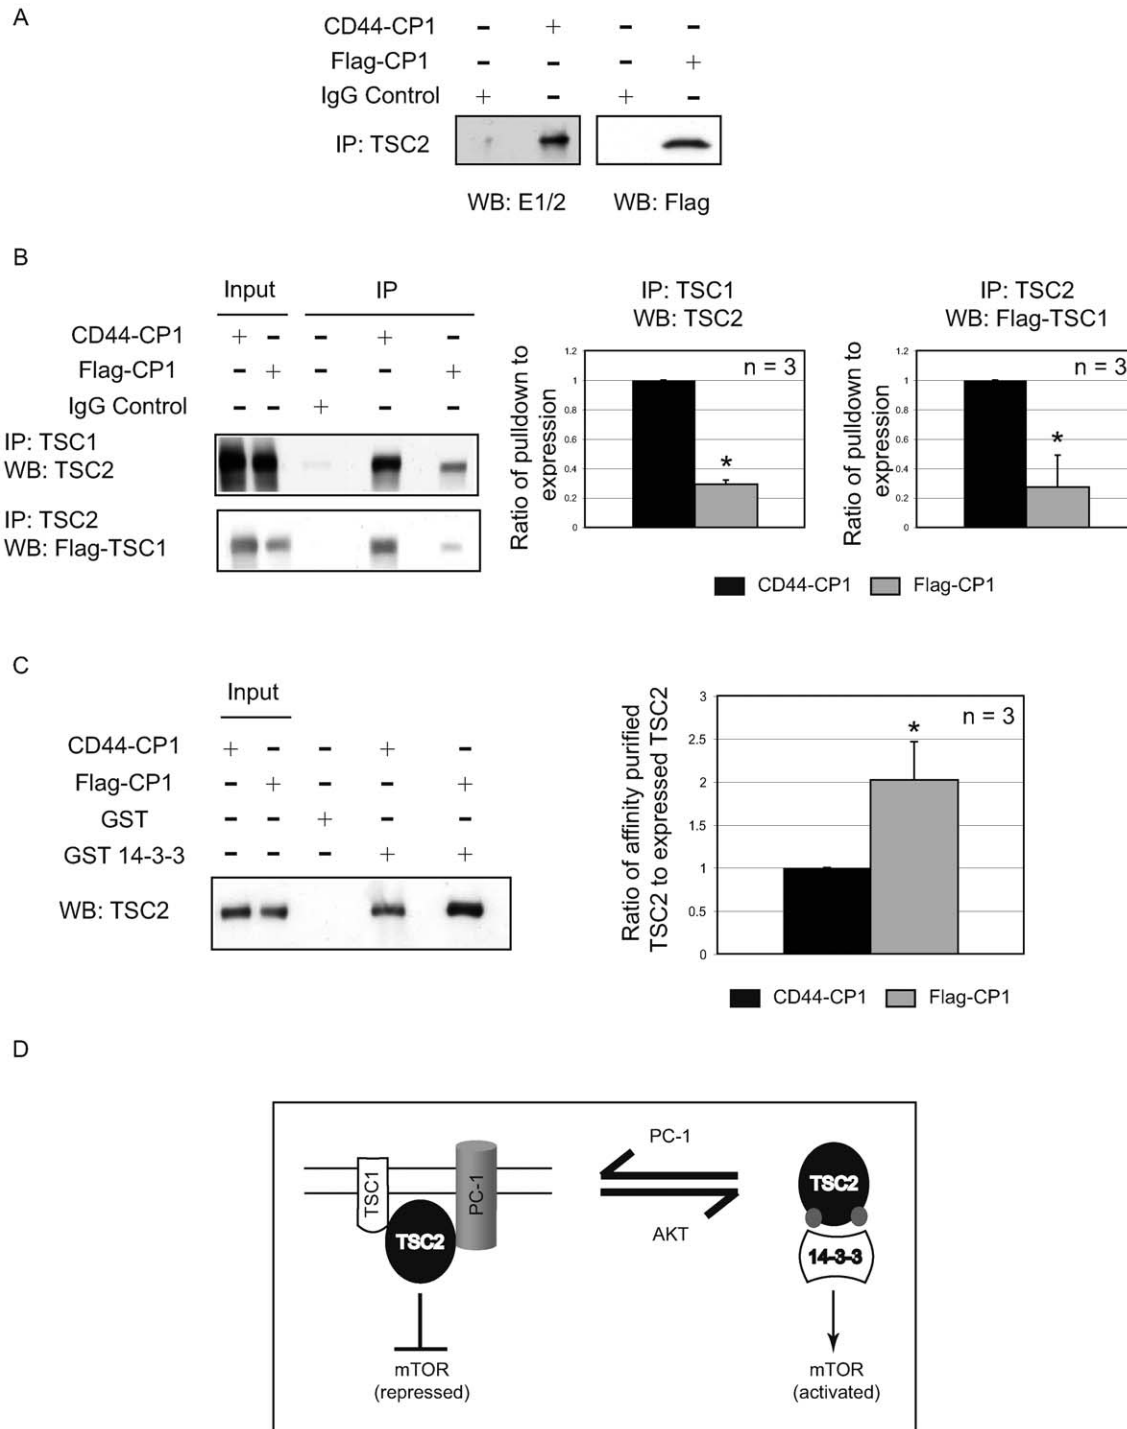 A
CD44-CP1 - + - -
Flag-CP1 - - - +
IgG Control + - + -
IP: TSC2
WB: E1/2 WB: Flag
B
Input IP
CD44-CP1 + - - + -
Flag-CP1 - + - - +
IgG Control - - + - -
IP: TSC1
WB: TSC2
IP: TSC2
WB: Flag-TSC1
IP: TSC1
WB: TSC2
Ratio of pulldown to
expression
1.2
1
0.8
0.6
0.4
0.2
0
n = 3
*
IP: TSC2
WB: Flag-TSC1
Ratio of pulldown to
expression
1.2
1
0.8
0.6
0.4
0.2
0
n = 3
*
CD44-CP1 Flag-CP1
C
Input
CD44-CP1 + - - + -
Flag-CP1 - + - - +
GST - - + - -
GST 14-3-3 - - - + +
WB: TSC2
Ratio of affinity purified
TSC2 to expressed TSC2
3
2.5
2
1.5
1
0.5
0
n = 3
*
CD44-CP1 Flag-CP1
D
TSC1
PC-1
TSC2
mTOR
(repressed)
PC-1
AKT
TSC2
14-3-3
mTOR
(activated)